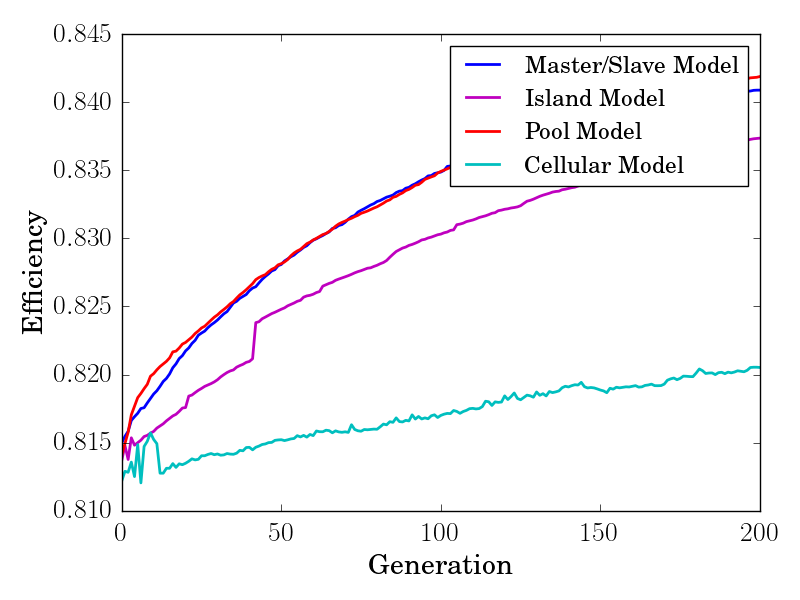 0.845
0.840
0.835
0.830
0.825
0.820
0.815
0.810
Efficiency
Master/Slave Model
Island Model
Pool Model
Cellular Model
0 50 100 150 200
Generation